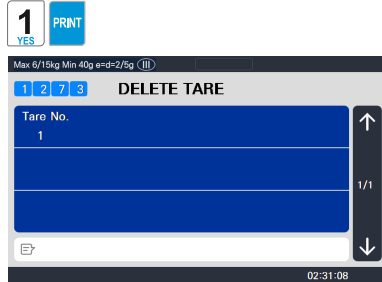 1 PRINT
YES
Max 6/15kg Min 40g e=d=2/5g (III)
1 2 7 3 DELETE TARE
Tare No.
1
1/1
02:31:08